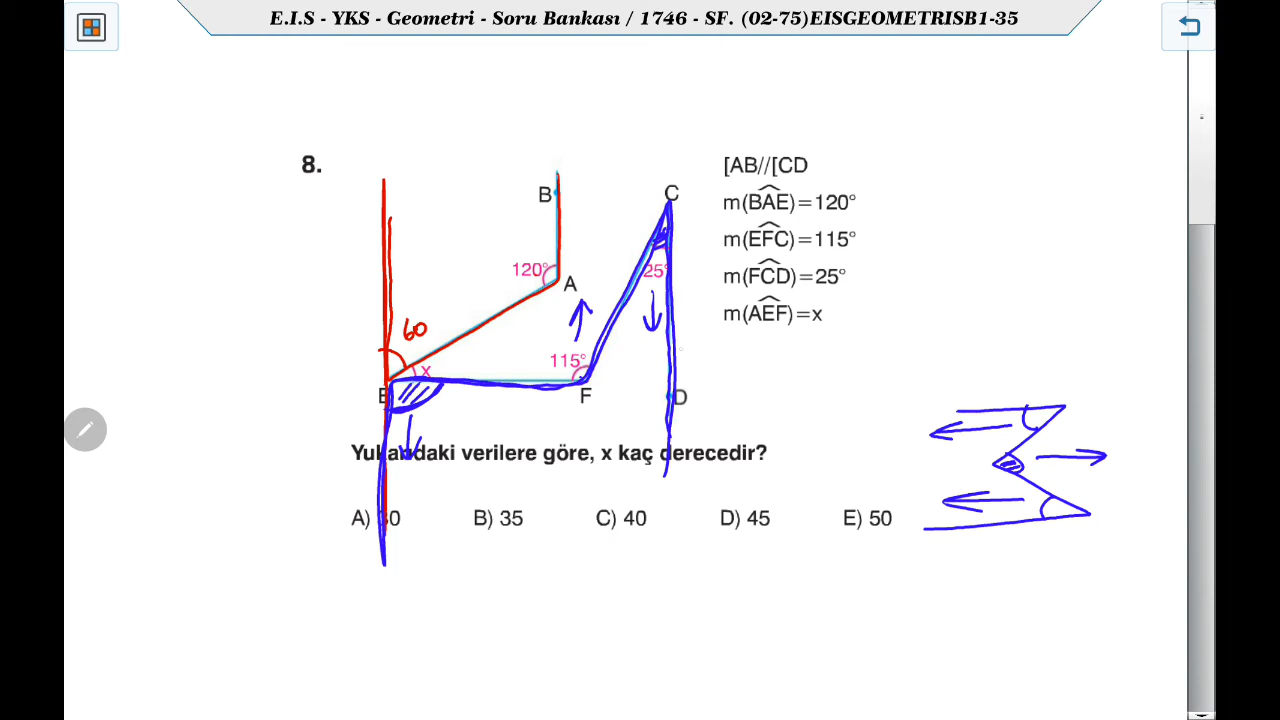 E.I.S - YKS - Geometri - Soru Bankası / 1746 - SF. (02-75)EISGEOMETRISB1-35
8.
B
C
[AB//[CD
m(BAE)=120°
m(EFC)=115°
120°
A
25°
m(FCD)=25°
m(AEF)=x
60
x
115°
E
F
D
Yukarıdaki verilere göre, x kaç derecedir?
A) 30
B) 35
C) 40
D) 45
E) 50